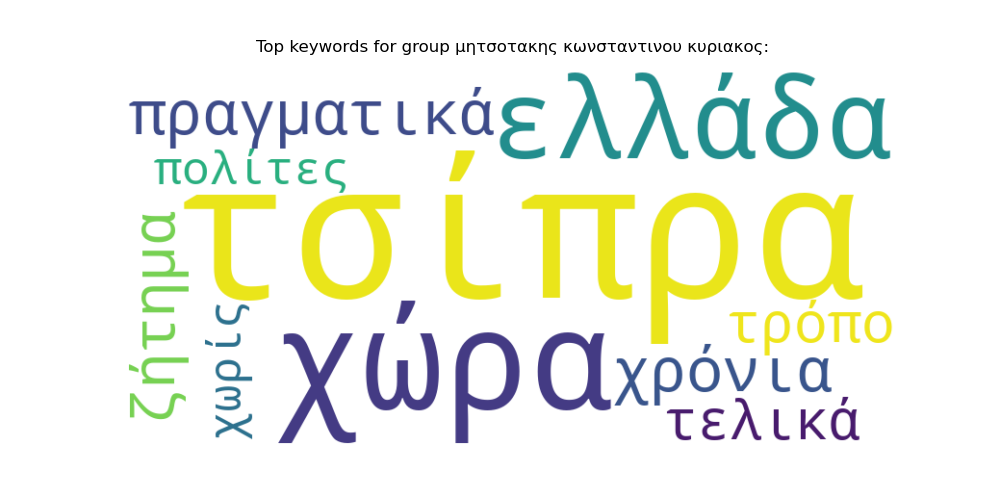 Top keywords for group μητσοτακης κωνσταντινου κυριακος:
πραγματικά
ελλάδα
πολίτες
τσίπρα
ζήτημα
χωρίς
χώρα
τρόπο
χρόνια
τελικά